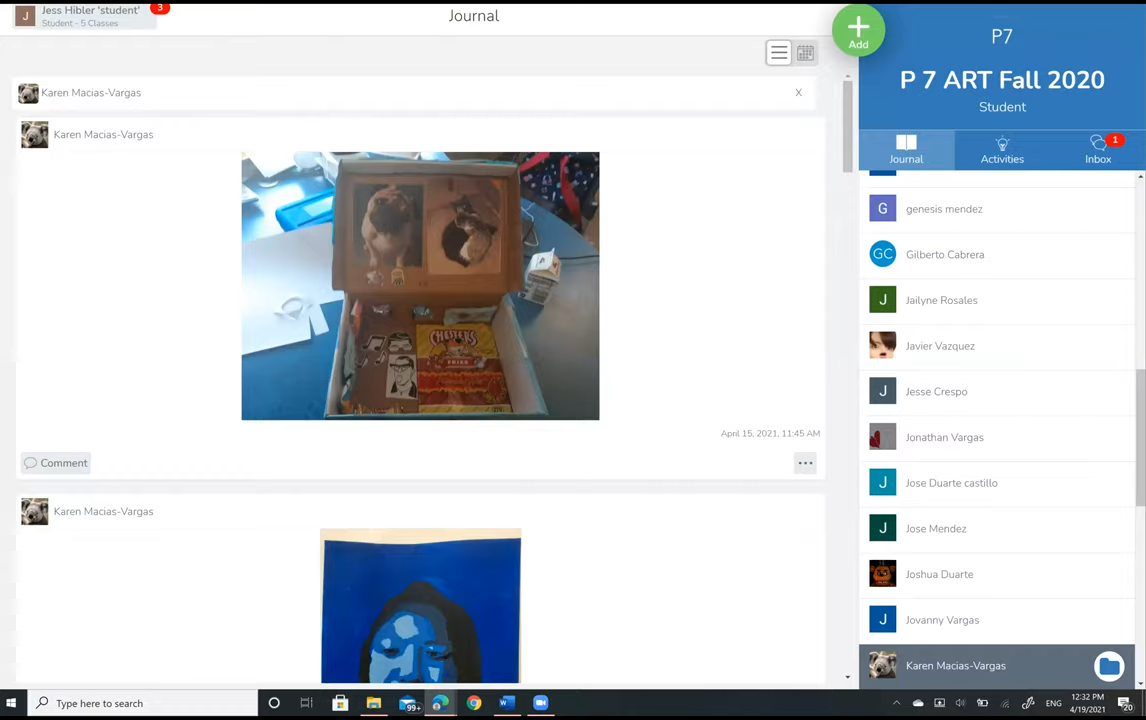 Jess Hibler 'student'
Student - 5 Classes
3
Journal
Add
P7
P 7 ART Fall 2020
Student
Journal
Activities
Inbox
1
Karen Macias-Vargas
X
Karen Macias-Vargas
CHESTER'S
FRIES
April 15, 2021, 11:45 AM
Comment
Karen Macias-Vargas
G
genesis mendez
GC
Gilberto Cabrera
J
Jailyne Rosales
Javier Vazquez
J
Jesse Crespo
Jonathan Vargas
J
Jose Duarte castillo
J
Jose Mendez
Joshua Duarte
J
Jovanny Vargas
Karen Macias-Vargas
Type here to search
99+
ENG
12:32 PM
4/19/2021
20